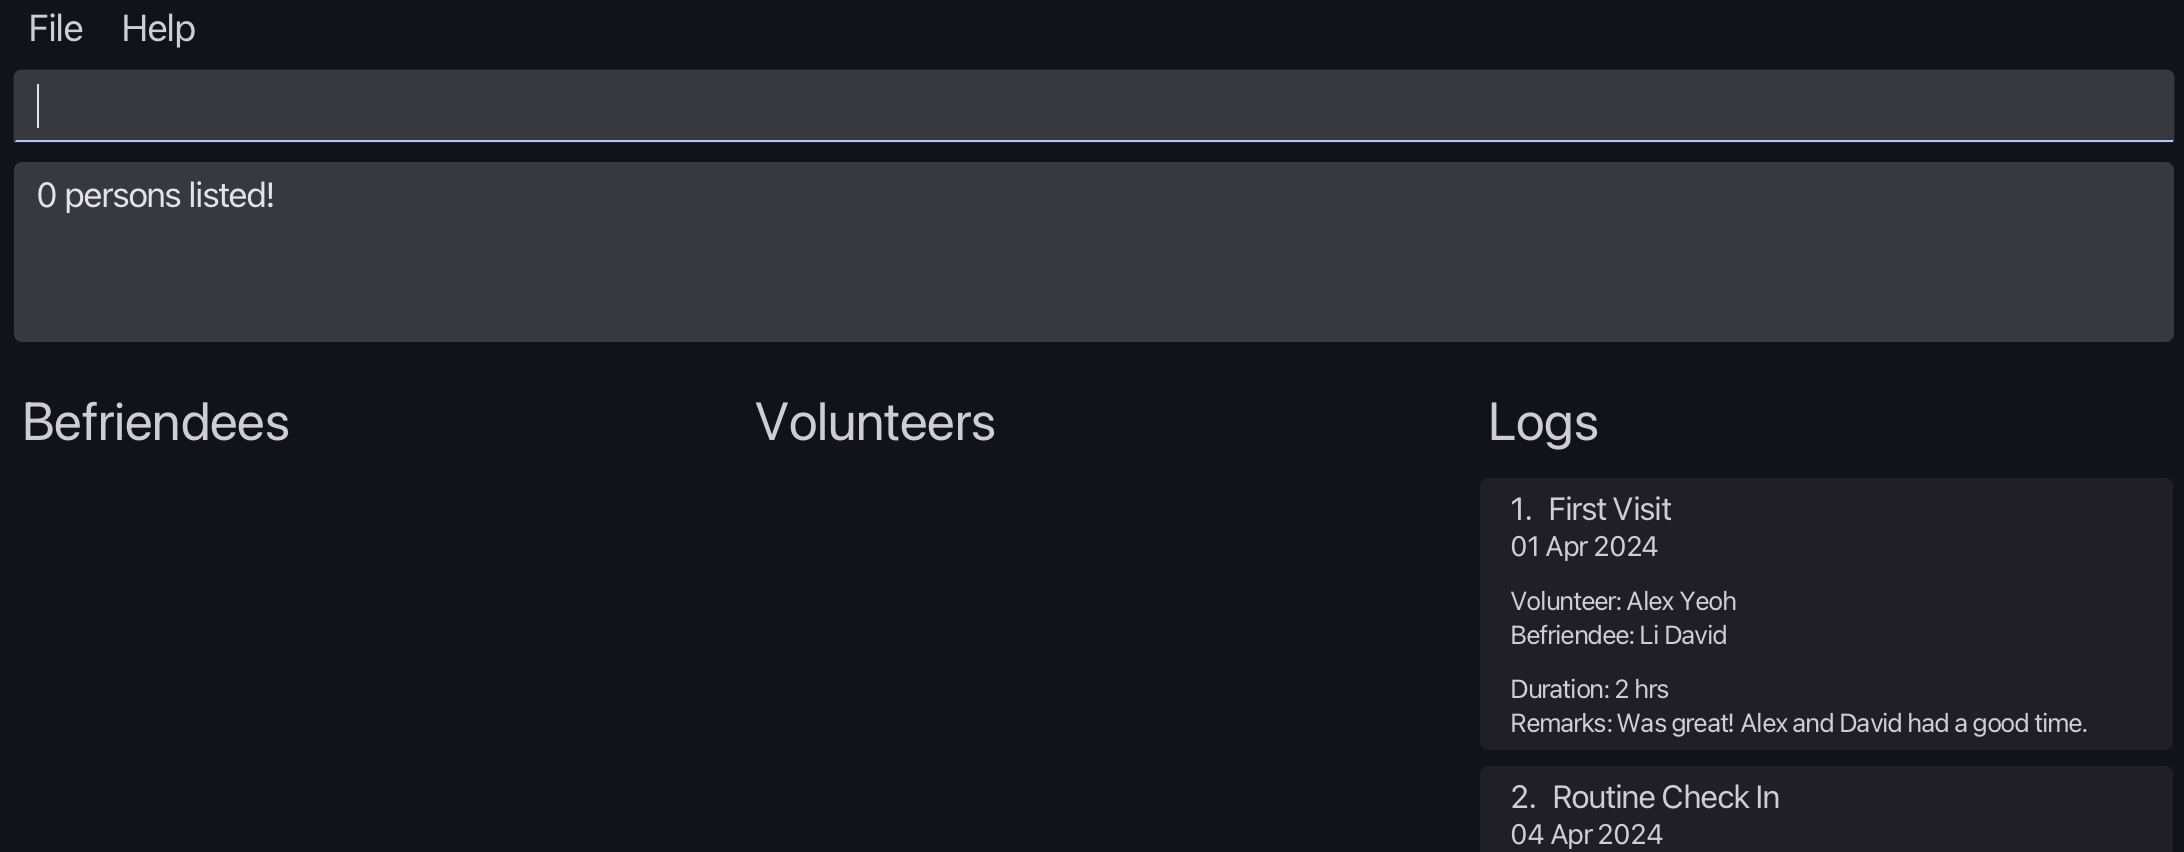 File Help
0 persons listed!
Befriendees
Volunteers
Logs
1. First Visit
01 Apr 2024
Volunteer: Alex Yeoh
Befriendee: Li David
Duration: 2 hrs
Remarks: Was great! Alex and David had a good time.
2. Routine Check In
04 Apr 2024